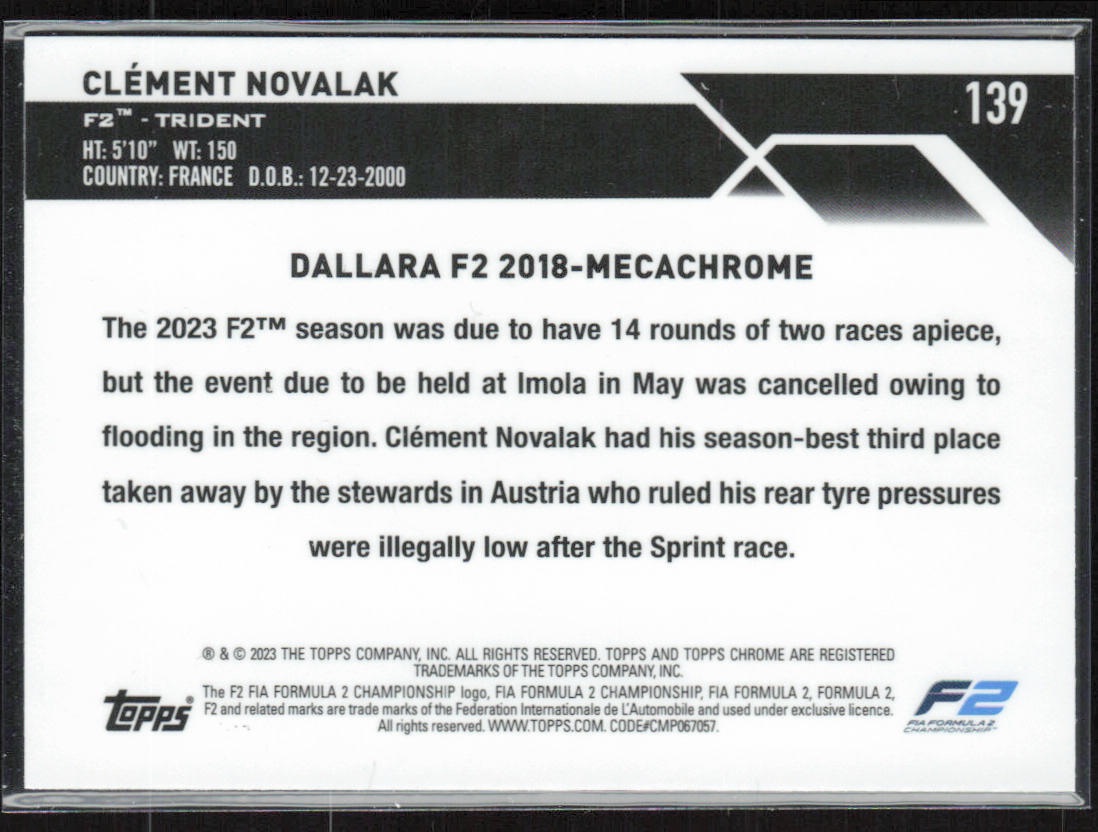 CLÉMENT NOVALAK
139
F2™ - TRIDENT
HT: 5'10" WT: 150
COUNTRY: FRANCE D.O.B.: 12-23-2000
DALLARA F2 2018-MECACHROME
The 2023 F2™ season was due to have 14 rounds of two races apiece,
but the event due to be held at Imola in May was cancelled owing to
flooding in the region. Clément Novalak had his season-best third place
taken away by the stewards in Austria who ruled his rear tyre pressures
were illegally low after the Sprint race.
® & © 2023 THE TOPPS COMPANY, INC. ALL RIGHTS RESERVED. TOPPS AND TOPPS CHROME ARE REGISTERED
TRADEMARKS OF THE TOPPS COMPANY, INC.
The F2 FIA FORMULA 2 CHAMPIONSHIP logo, FIA FORMULA 2 CHAMPIONSHIP, FIA FORMULA 2, FORMULA 2,
F2 and related marks are trade marks of the Federation Internationale de L'Automobile and used under exclusive licence.
All rights reserved. WWW.TOPPS.COM. CODE#CMP067057.
Topps®
F2
FIA FORMULA 2
CHAMPIONSHIP™